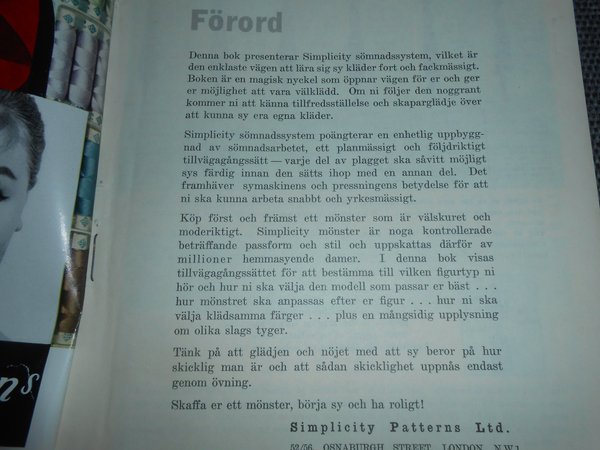 Förord
Denna bok presenterar Simplicity sömnadssystem, vilket är
den enklaste vägen att lära sig sy kläder fort och fackmässigt.
Boken är en magisk nyckel som öppnar vägen för er och ger
er möjlighet att vara välklädd. Om ni följer den noggrant
kommer ni att känna tillfredsställelse och skaparglädje över
att kunna sy era egna kläder.
Simplicity sömnadssystem poängterar en enhetlig uppbygg-
nad av sömnadsarbetet, ett planmässigt och följdriktigt
tillvägagångssätt — varje del av plagget ska såvitt möjligt
sys färdig innan den sätts ihop med en annan del. Det
framhäver symaskinens och pressningens betydelse för att
ni ska kunna arbeta snabbt och yrkesmässigt.
Köp först och främst ett mönster som är välskuret och
moderiktigt. Simplicity mönster är noga kontrollerade
beträffande passform och stil och uppskattas därför av
millioner hemmasyende damer. I denna bok visas
tillvägagångssättet för att bestämma till vilken figurtyp ni
hör och hur ni ska välja den modell som passar er bäst . . .
hur mönstret ska anpassas efter er figur . . . hur ni ska
välja klädsamma färger . . . plus en mångsidig upplysning
om olika slags tyger.
Tänk på att glädjen och nöjet med att sy beror på hur
skicklig man är och att sådan skicklighet uppnås endast
genom övning.
Skaffa er ett mönster, börja sy och ha roligt!
Simplicity Patterns Ltd.
52/56, OSNABURGH STREET, LONDON, N.W.1